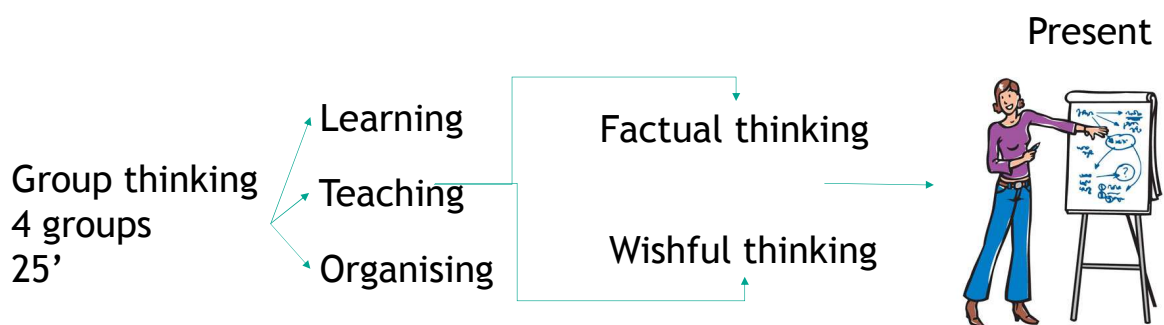 Present
Learning
Factual thinking
Group thinking
4 groups
25’
Teaching
Organising
Wishful thinking
?